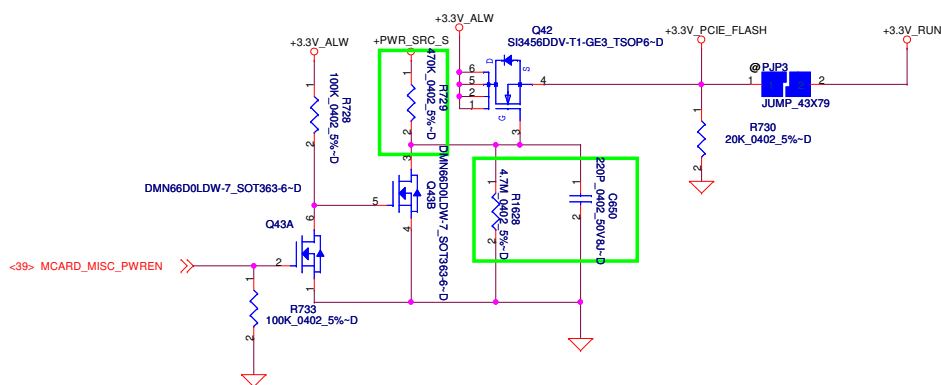 +3.3V_ALW
Q42
SI3456DDV-T1-GE3_TSOP6~D
+3.3V_PCIE_FLASH
+3.3V_RUN
+3.3V_ALW
+PWR_SRC_S
D
S
6
5
2
1
4
G
3
@PJP3
1
2
1
2
JUMP_43X79
1
R728
100K_0402_5%~D
2
1
R729
470K_0402_5%~D
2
1
R730
20K_0402_5%~D
2
DMN66D0LDW-7_SOT363-6~D
3
5
Q43B
DMN66D0LDW-7_SOT363-6~D
4
1
R1628
4.7M_0402_5%~D
2
1
C650
220P_0402_50V8J~D
2
Q43A
6
<39> MCARD_MISC_PWREN
2
1
1
R733
100K_0402_5%~D
2